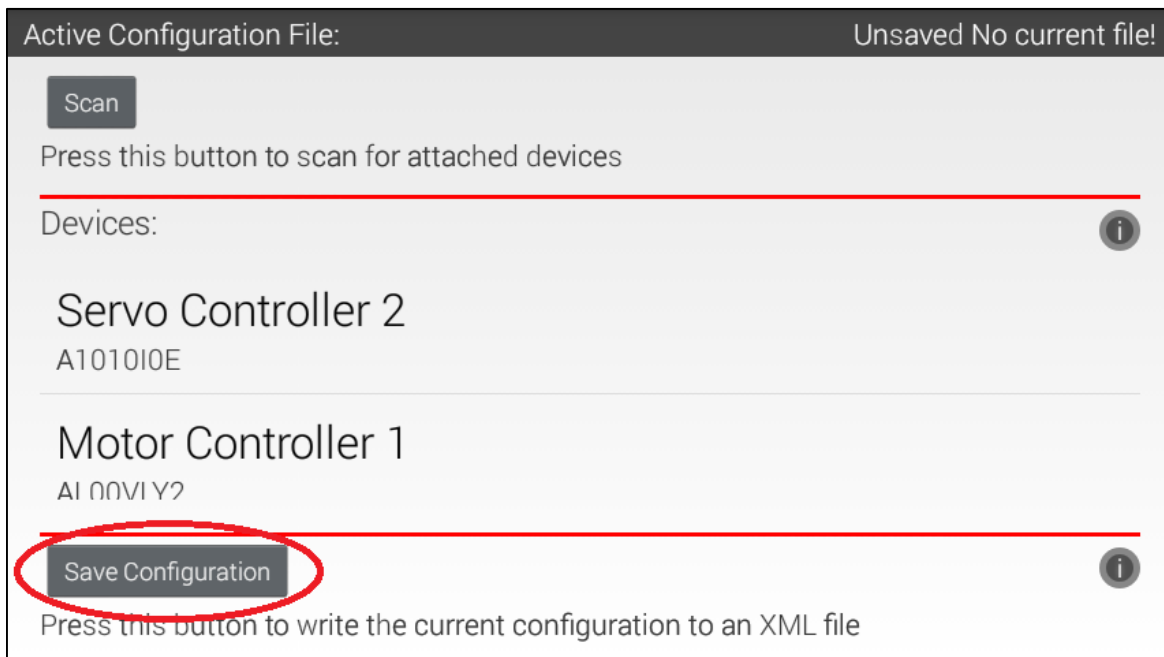 Active Configuration File: Unsaved No current file!
Scan
Press this button to scan for attached devices
Devices:
Servo Controller 2
A1010I0E
Motor Controller 1
AL00VLY2
Save Configuration
Press this button to write the current configuration to an XML file